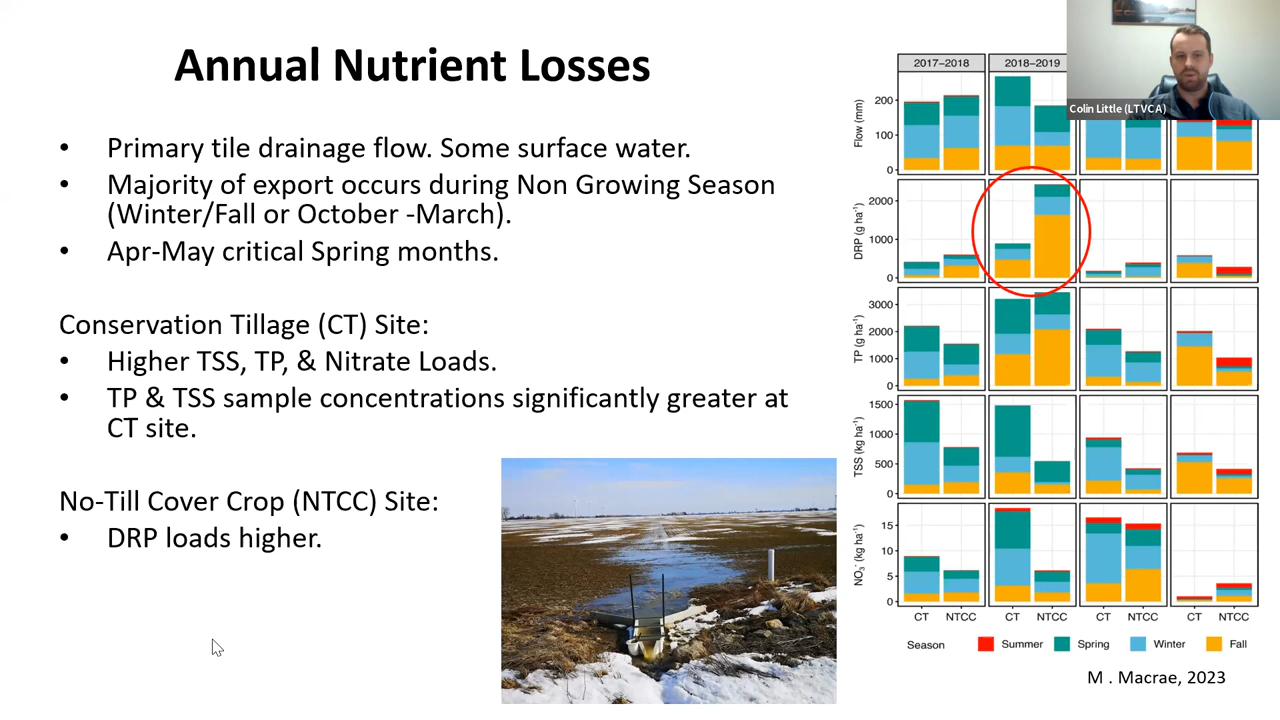 Annual Nutrient Losses
• Primary tile drainage flow. Some surface water.
• Majority of export occurs during Non Growing Season
(Winter/Fall or October -March).
• Apr-May critical Spring months.
Conservation Tillage (CT) Site:
• Higher TSS, TP, & Nitrate Loads.
• TP & TSS sample concentrations significantly greater at
CT site.
No-Till Cover Crop (NTCC) Site:
• DRP loads higher.
Colin Little (LTVCA)
2017−2018 2018−2019
Flow (mm)
200
100
0
DRP (g ha⁻¹)
2000
1000
0
TP (g ha⁻¹)
3000
2000
1000
0
TSS (kg ha⁻¹)
1500
1000
500
0
NO₃⁻ (kg ha⁻¹)
15
10
5
0
CT NTCC CT NTCC CT NTCC CT NTCC
Season Summer Spring Winter Fall
M . Macrae, 2023